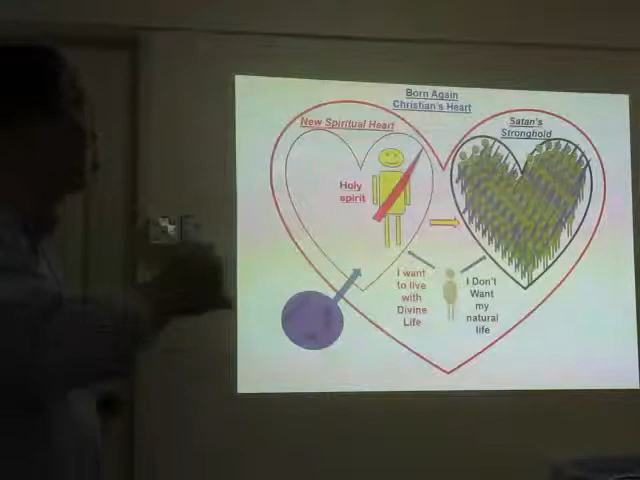 Born Again
Christian's Heart
New Spiritual Heart
Satan's
Stronghold
Holy
spirit
I want
to live
with
Divine
Life
I Don't
Want
my
natural
life